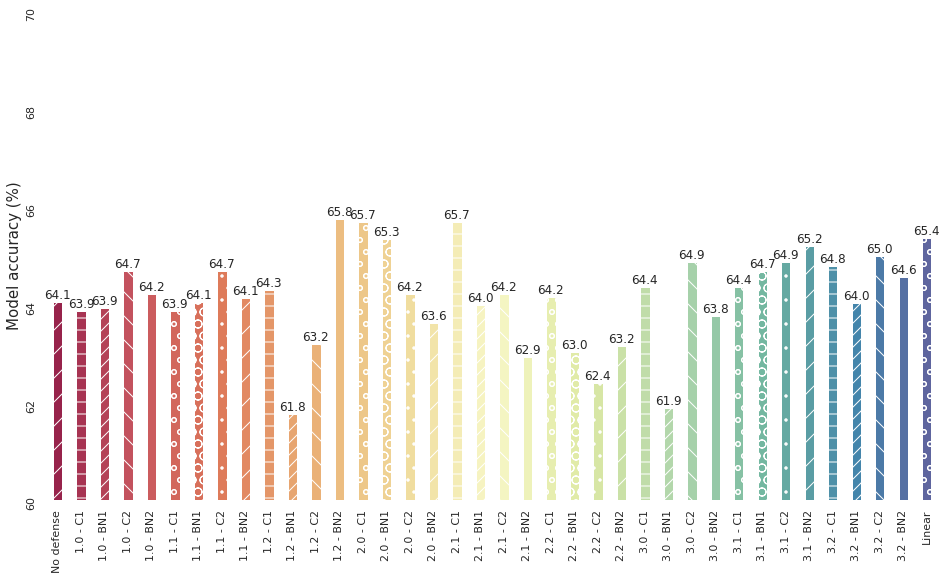 Model accuracy (%)
70
68
66
64
62
60
64.1
63.9
63.9
64.7
64.2
63.9
64.1
64.7
64.1
64.3
61.8
63.2
65.8
65.7
65.3
64.2
63.6
65.7
64.0
64.2
62.9
64.2
63.0
62.4
63.2
64.4
61.9
64.9
63.8
64.4
64.7
64.9
65.2
64.8
64.0
65.0
64.6
65.4
No defense
1.0 - C1
1.0 - BN1
1.0 - C2
1.0 - BN2
1.1 - C1
1.1 - BN1
1.1 - C2
1.1 - BN2
1.2 - C1
1.2 - BN1
1.2 - C2
1.2 - BN2
2.0 - C1
2.0 - BN1
2.0 - C2
2.0 - BN2
2.1 - C1
2.1 - BN1
2.1 - C2
2.1 - BN2
2.2 - C1
2.2 - BN1
2.2 - C2
2.2 - BN2
3.0 - C1
3.0 - BN1
3.0 - C2
3.0 - BN2
3.1 - C1
3.1 - BN1
3.1 - C2
3.1 - BN2
3.2 - C1
3.2 - BN1
3.2 - C2
3.2 - BN2
Linear